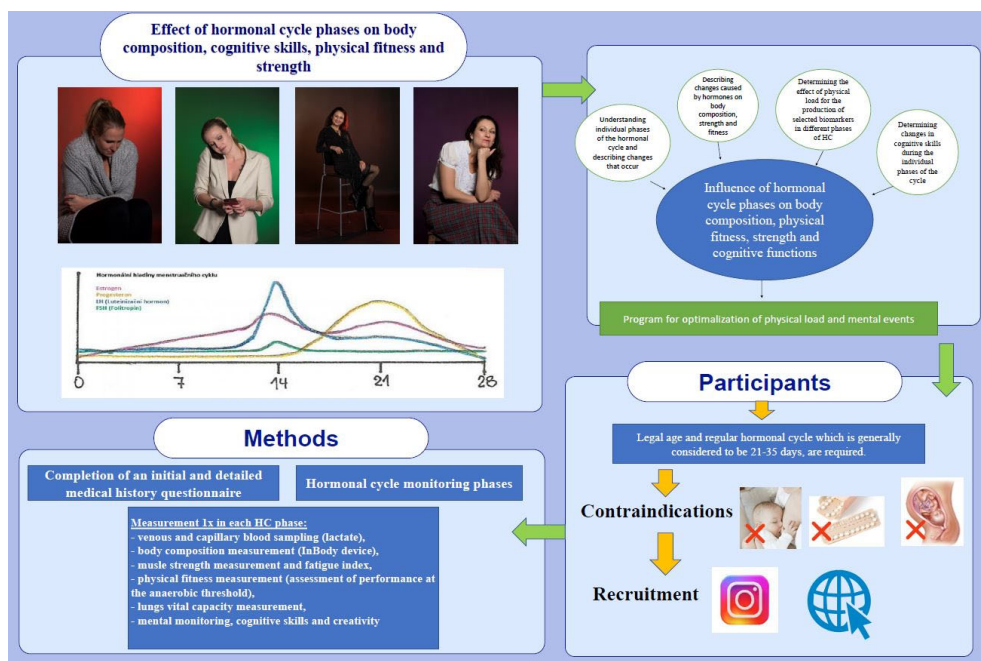 Effect of hormonal cycle phases on body
composition, cognitive skills, physical fitness and
strength
Hormonální hladiny menstruačního cyklu
Estrogen
Progesteron
LH (Luteinizační hormon)
FSH (Folitropin)
0 7 14 21 28
Understanding
individual phases
of the hormonal
cycle and
describing changes
that occur
Describing
changes caused
by hormones on
body
composition,
strength and
fitness
Determining
the effect of
physical load
for the
production of
selected
biomarkers
in different
phases of
HC
Determining
changes in
cognitive skills
during the
individual
phases of the
cycle
Influence of hormonal
cycle phases on body
composition, physical
fitness, strength and
cognitive functions
Program for optimalization of physical load and mental events
Participants
Legal age and regular hormonal cycle which is generally
considered to be 21-35 days, are required.
Contraindications
Recruitment
Methods
Completion of an initial and detailed
medical history questionnaire
Hormonal cycle monitoring phases
Measurement 1x in each HC phase:
- venous and capillary blood sampling (lactate),
- body composition measurement (InBody device),
- musle strength measurement and fatigue index,
- physical fitness measurement (assessment of performance at
the anaerobic threshold),
- lungs vital capacity measurement,
- mental monitoring, cognitive skills and creativity